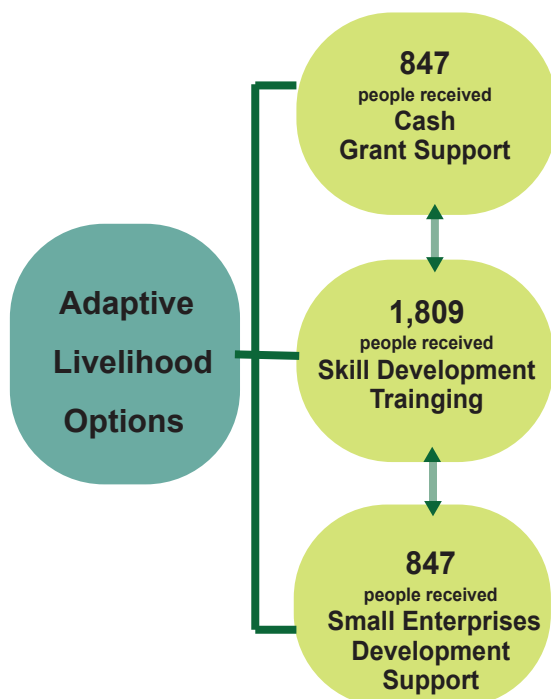 Adaptive
Livelihood
Options
847
people received
Cash
Grant Support
1,809
people received
Skill Development
Trainging
847
people received
Small Enterprises
Development
Support